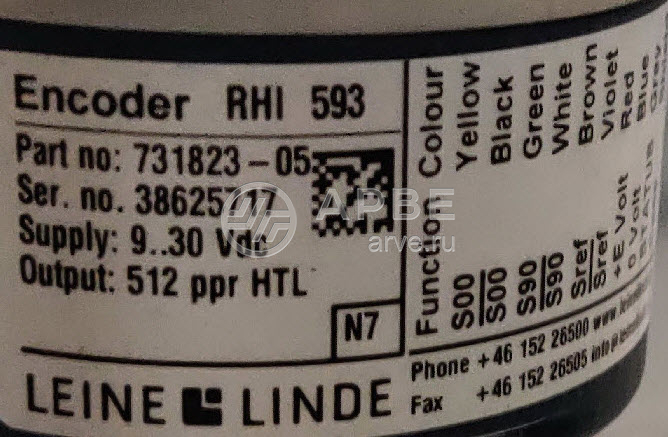 Encoder RHI 593
Part no: 731823-05
Ser. no. 38625717
Supply: 9..30 Vdc
Output: 512 ppr HTL
N7
LEINE LINDE
Function Colour
S00 Yellow
S00 Black
S90 Green
S90 White
Sref Brown
Sref Violet
+E Volt Red
0 Volt Blue
Phone +46 152 26500
Fax +46 152 26505
АРВЕ
arve.ru